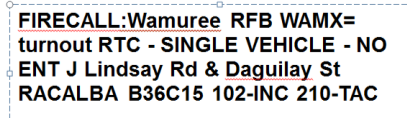 FIRECALL:Wamuree RFB WAMX=
turnout RTC - SINGLE VEHICLE - NO
ENT J Lindsay Rd & Daguilay St
RACALBA B36C15 102-INC 210-TAC